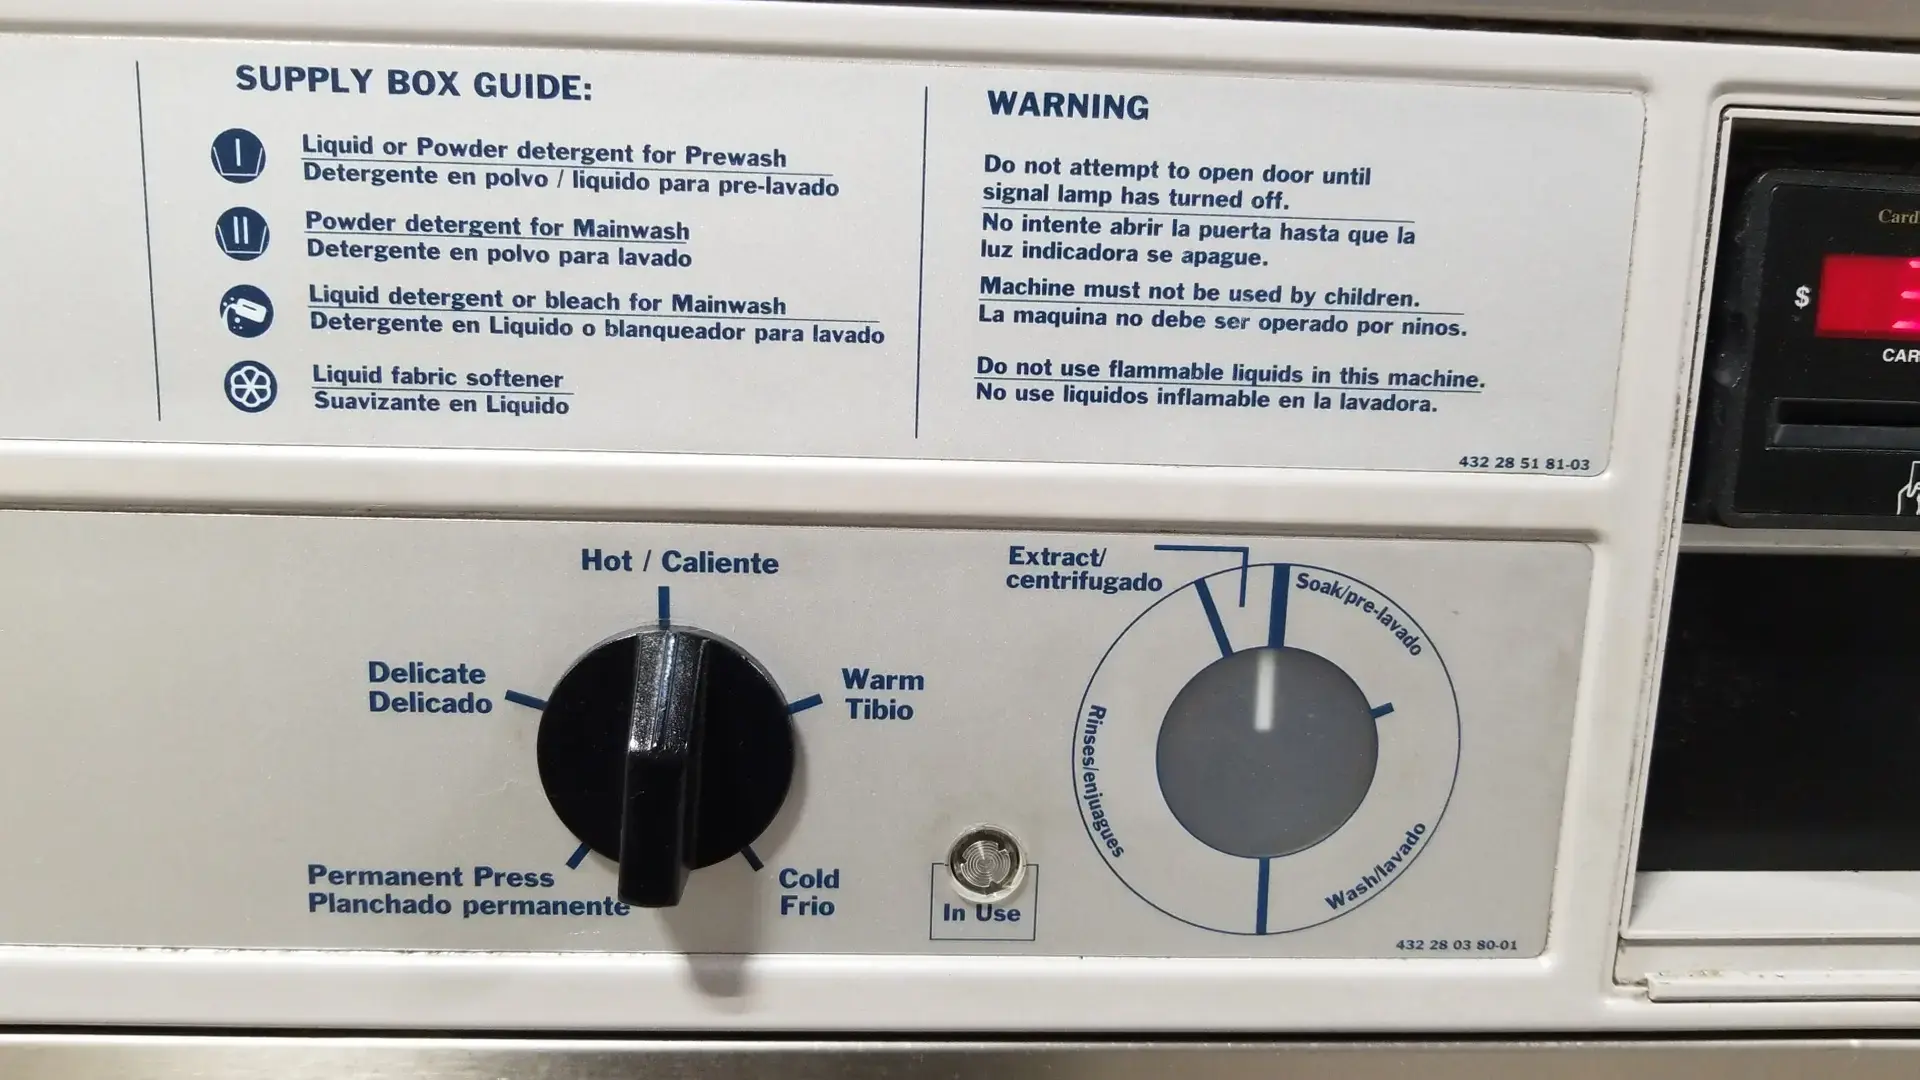 SUPPLY BOX GUIDE:
I
Liquid or Powder detergent for Prewash
Detergente en polvo / liquido para pre-lavado
II
Powder detergent for Mainwash
Detergente en polvo para lavado
Liquid detergent or bleach for Mainwash
Detergente en Liquido o blanqueador para lavado
Liquid fabric softener
Suavizante en Liquido
WARNING
Do not attempt to open door until
signal lamp has turned off.
No intente abrir la puerta hasta que la
luz indicadora se apague.
Machine must not be used by children.
La maquina no debe ser operado por ninos.
Do not use flammable liquids in this machine.
No use liquidos inflamable en la lavadora.
432 28 51 81-03
Card
$
CAR
Hot / Caliente
Delicate
Delicado
Warm
Tibio
Permanent Press
Planchado permanente
Cold
Frio
In Use
Extract/
centrifugado
Soak/pre-lavado
Rinses/enjuagues
Wash/lavado
432 28 03 80-01